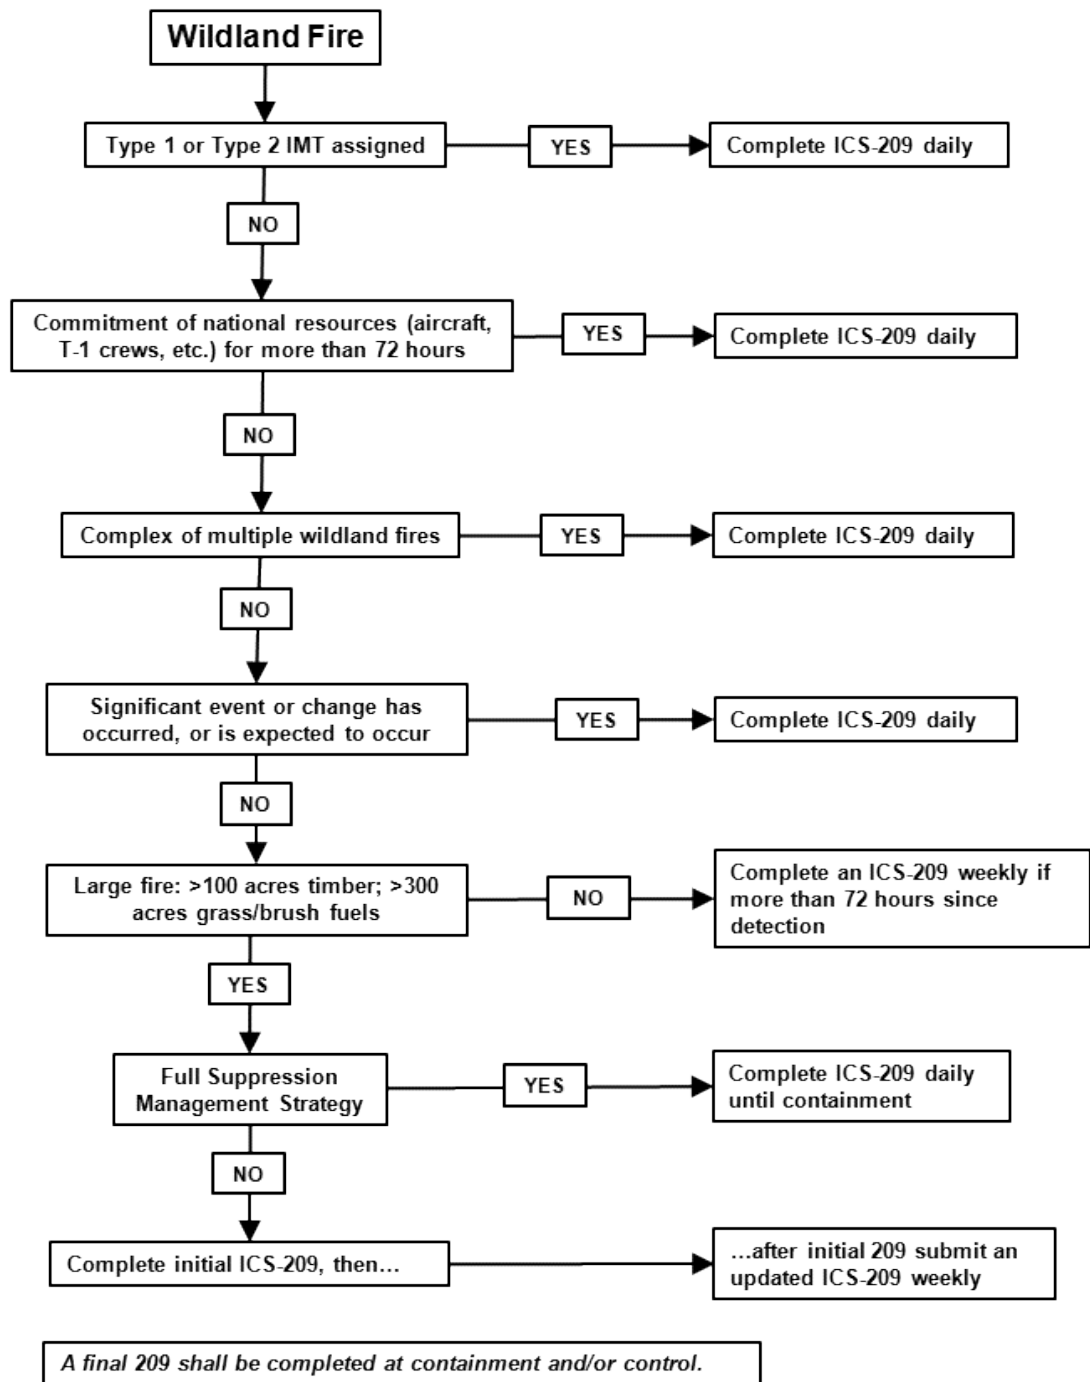 Wildland Fire
Type 1 or Type 2 IMT assigned
YES
Complete ICS-209 daily
NO
Commitment of national resources (aircraft,
T-1 crews, etc.) for more than 72 hours
YES
Complete ICS-209 daily
NO
Complex of multiple wildland fires
YES
Complete ICS-209 daily
NO
Significant event or change has
occurred, or is expected to occur
YES
Complete ICS-209 daily
NO
Large fire: >100 acres timber; >300
acres grass/brush fuels
NO
Complete an ICS-209 weekly if
more than 72 hours since
detection
YES
Full Suppression
Management Strategy
YES
Complete ICS-209 daily
until containment
NO
Complete initial ICS-209, then...
...after initial 209 submit an
updated ICS-209 weekly
A final 209 shall be completed at containment and/or control.